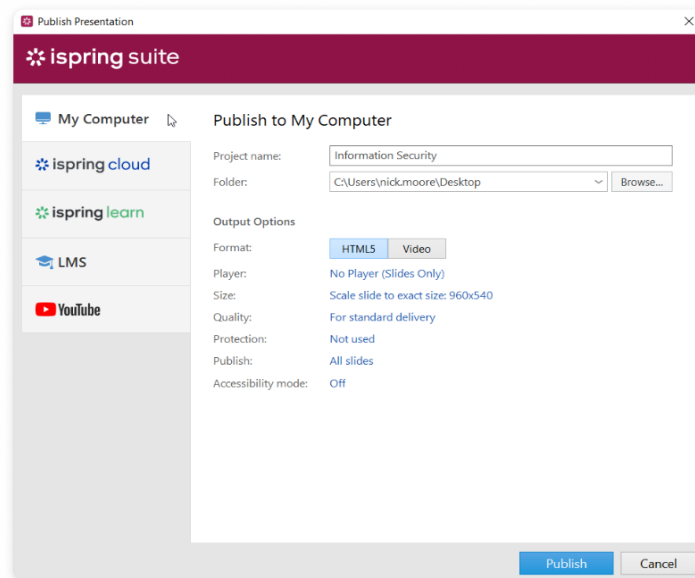 Publish Presentation
ispring suite
My Computer
ispring cloud
ispring learn
LMS
YouTube
Publish to My Computer
Project name: Information Security
Folder: C:\Users\nick.moore\Desktop Browse...
Output Options
Format: HTML5 Video
Player: No Player (Slides Only)
Size: Scale slide to exact size: 960x540
Quality: For standard delivery
Protection: Not used
Publish: All slides
Accessibility mode: Off
Publish Cancel